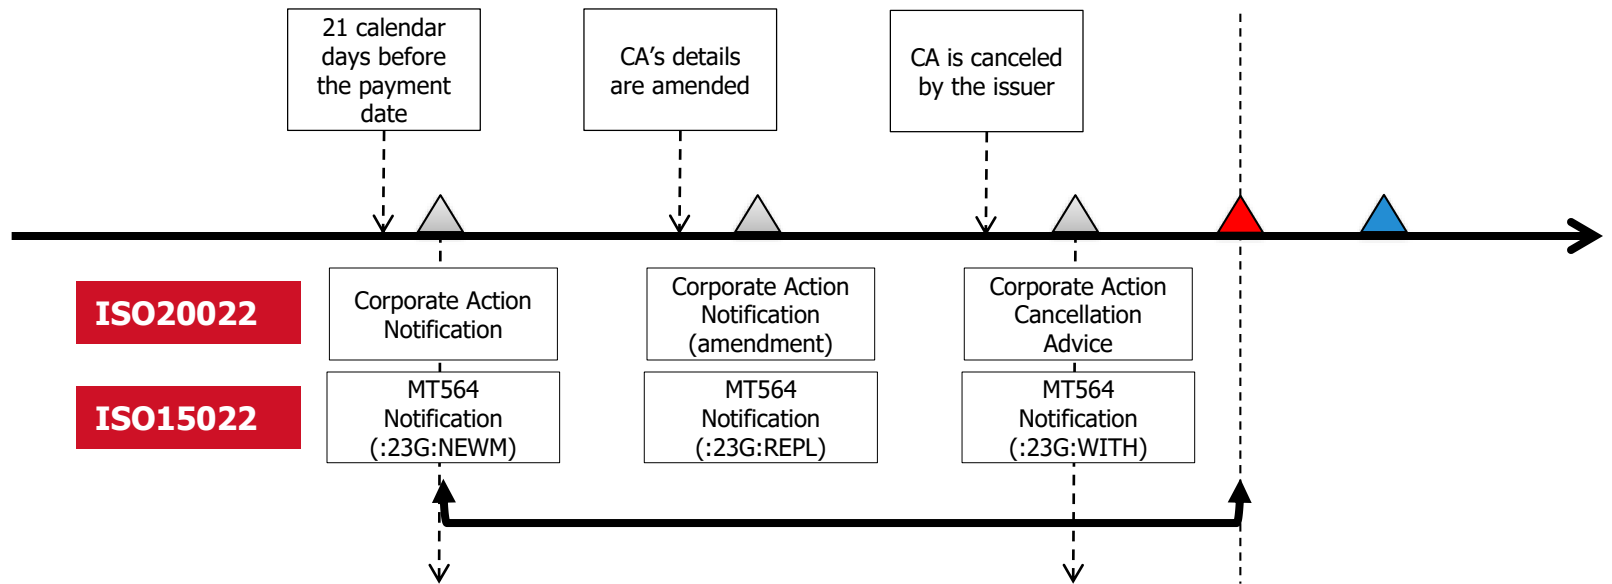 21 calendar
days before
the payment
date
CA’s details
are amended
CA is canceled
by the issuer
ISO20022
Corporate Action
Notification
Corporate Action
Notification
(amendment)
Corporate Action
Cancellation
Advice
ISO15022
MT564
Notification
(:23G:NEWM)
MT564
Notification
(:23G:REPL)
MT564
Notification
(:23G:WITH)